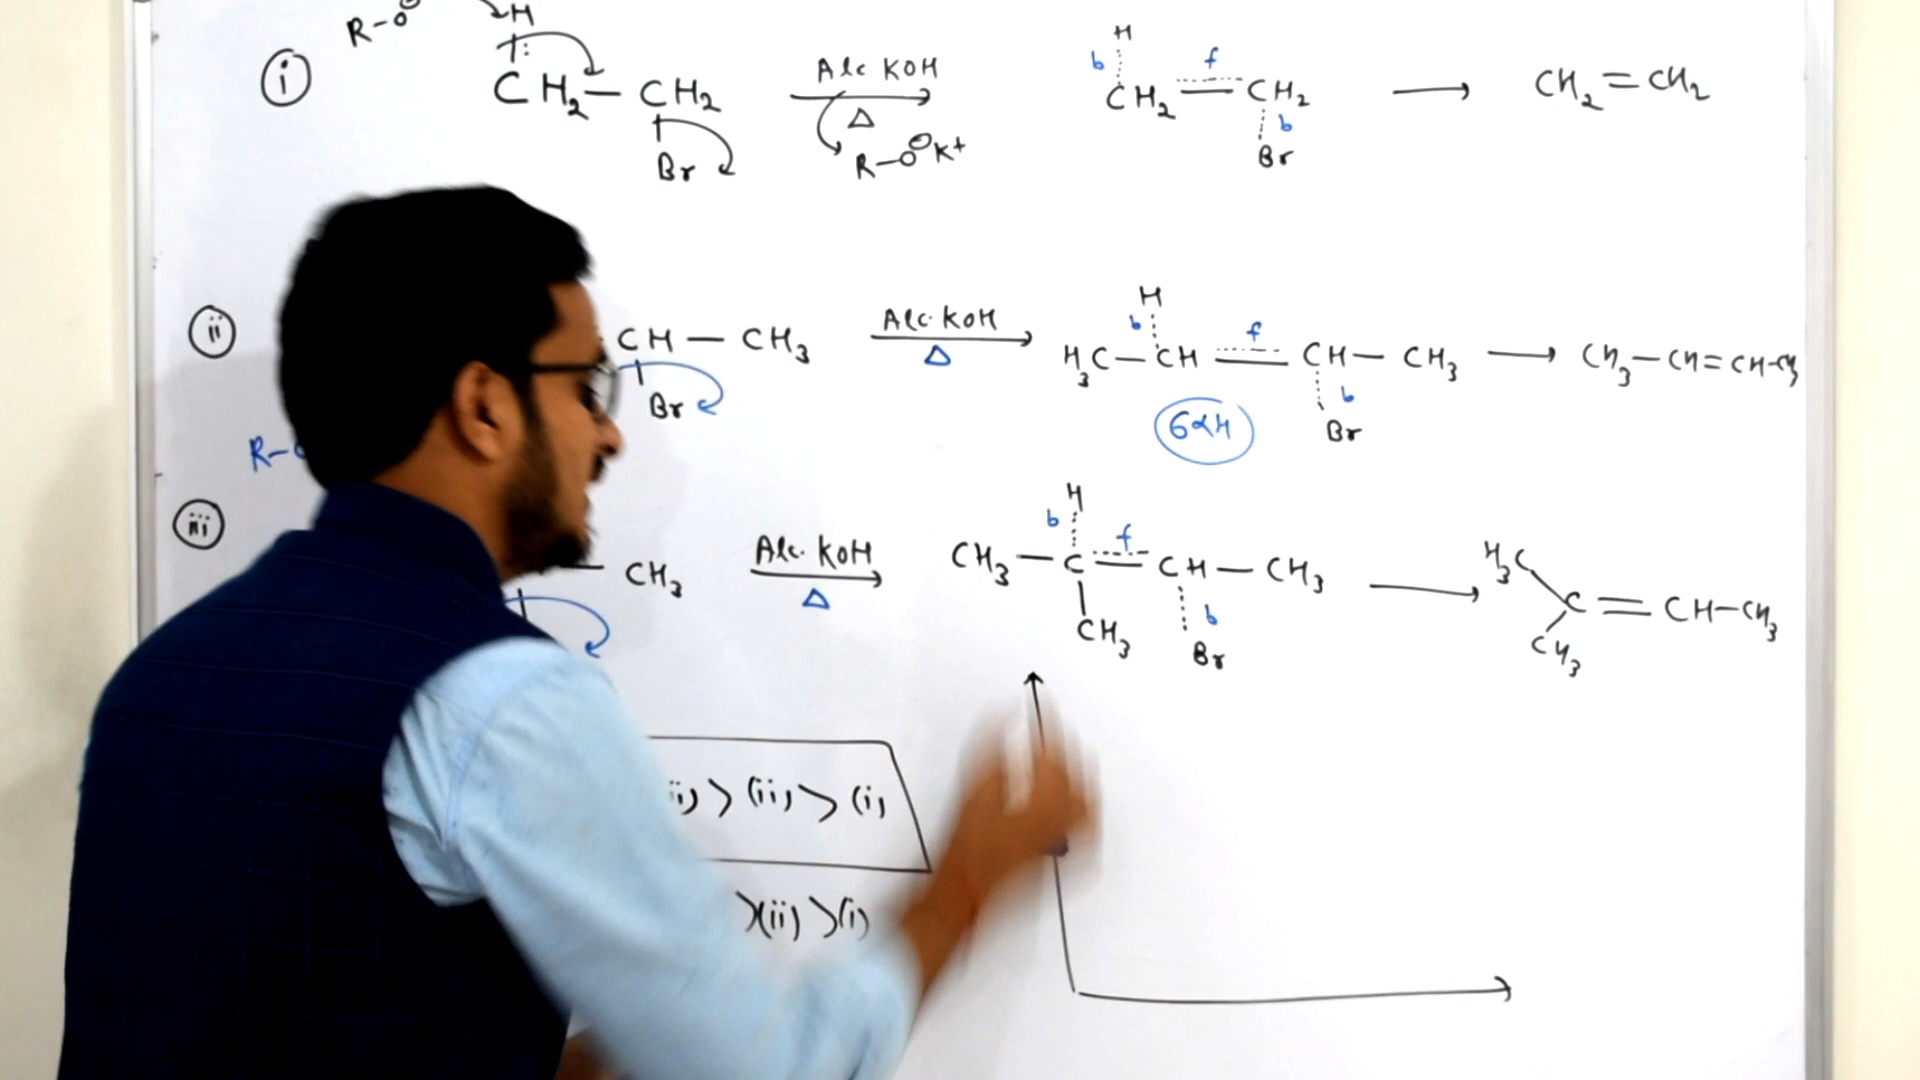 R-O⊖ H
(i) CH₂ - CH₂ Alc KOH H b f CH₂ = CH₂ → CH₂ = CH₂
Br Δ R-O⊖K+ b Br
(ii) CH - CH₃ Alc. KOH H b f H₃C - CH = CH - CH₃ → CH₃ - CH = CH - CH₃
Br Δ 6αH b Br
R-
(iii) CH₃ Alc. KOH H b f CH₃ - C = CH - CH₃ → H₃C C = CH - CH₃
Δ CH₃ b Br CH₃
> (ii) > (i)
>(ii) >(i)